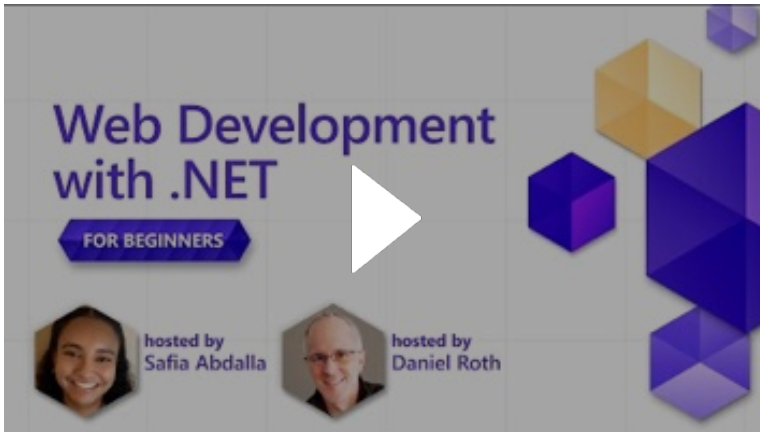 Web Development
with .NET
FOR BEGINNERS
hosted by
Safia Abdalla
hosted by
Daniel Roth